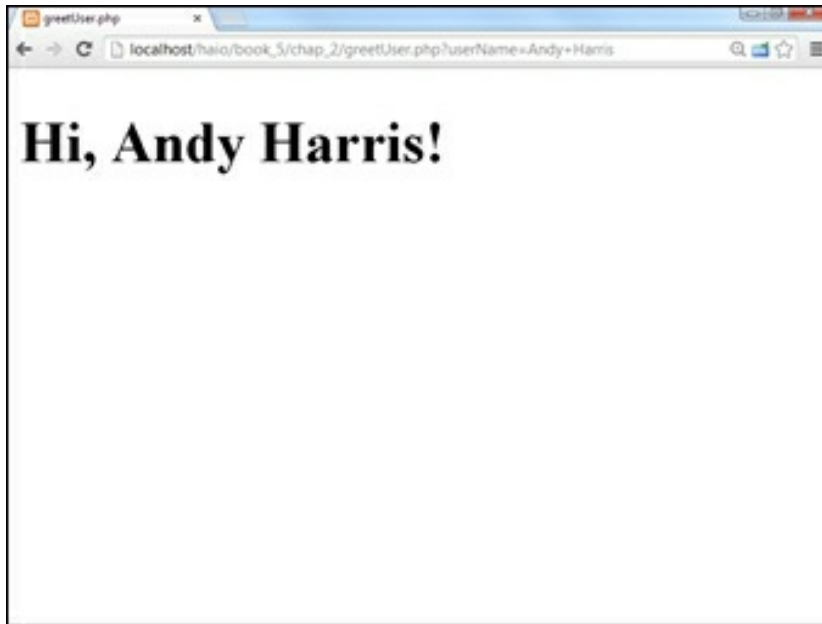 greetUser.php
localhost/haio/book_5/chap_2/greetUser.php?userName=Andy+Harris
Hi, Andy Harris!